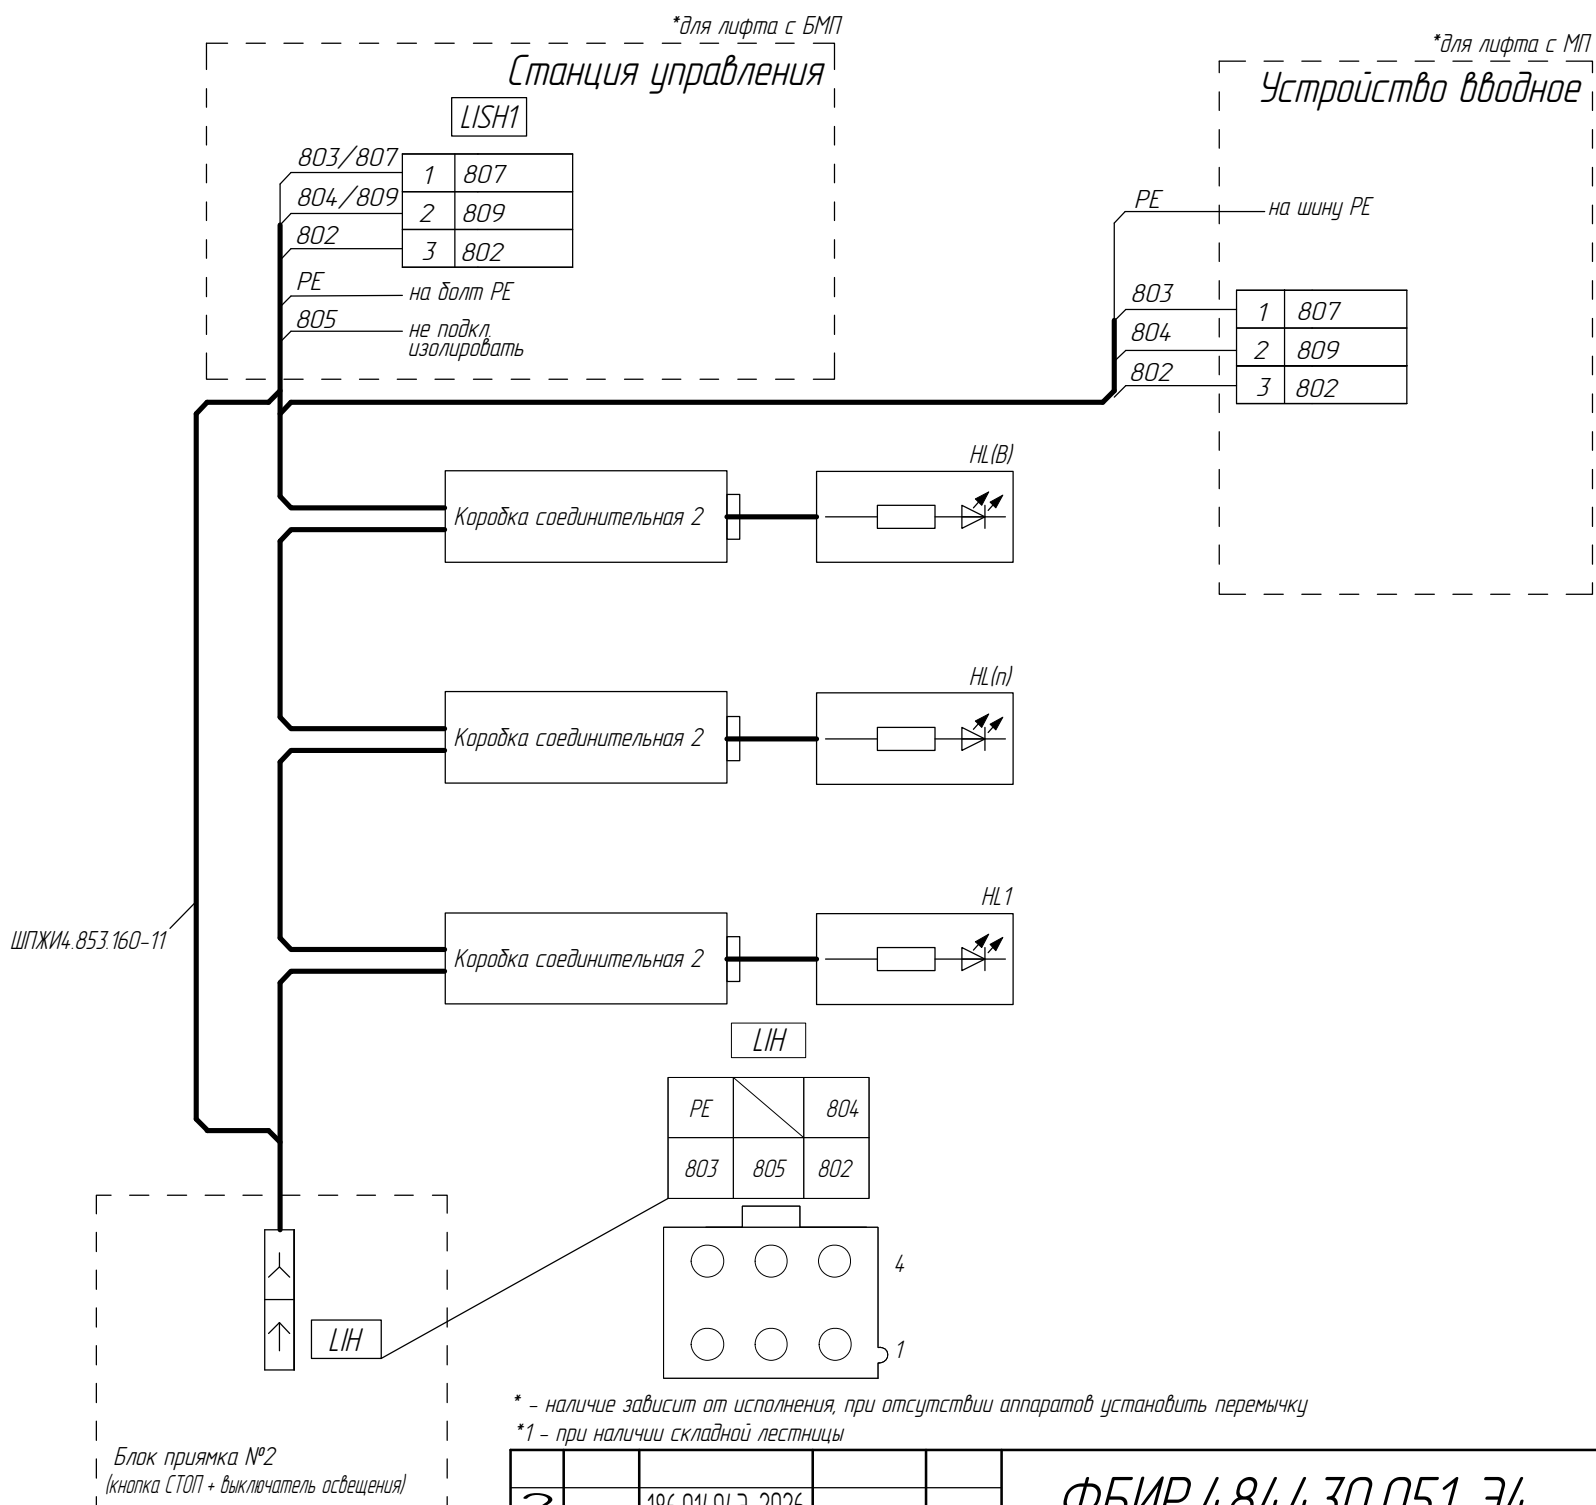 *для лифта с БМП
*для лифта с МП
Станция управления
Устройство вводное
LISH1
803/807
1 807
804/809
2 809
802
3 802
PE
на болт PE
805
не подкл.
изолировать
PE
на шину PE
803
1 807
804
2 809
802
3 802
HL(В)
Коробка соединительная 2
HL(п)
Коробка соединительная 2
HL1
ШПЖИ4.853.160-11
Коробка соединительная 2
LIH
PE 804
803 805 802
4
LIH
1
* - наличие зависит от исполнения, при отсутствии аппаратов установить перемычку
*1 - при наличии складной лестницы
Блок приямка №2
(кнопка СТОП + выключатель освещения)